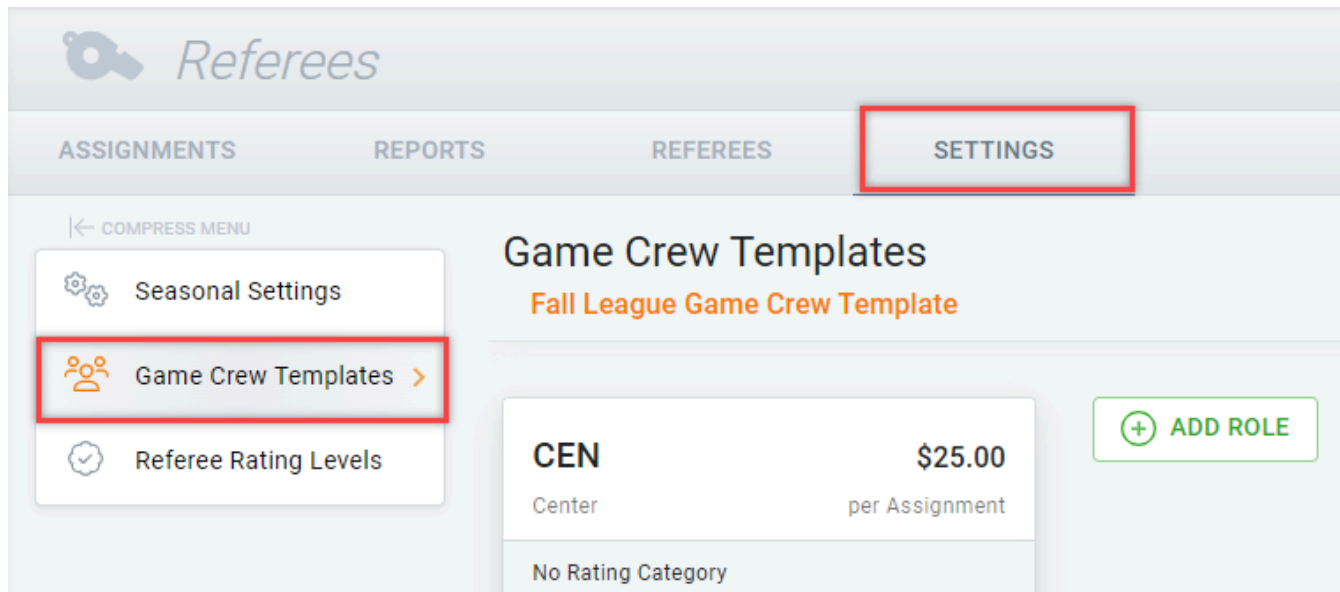 Referees
ASSIGNMENTS REPORTS REFEREES SETTINGS
COMPRESS MENU
Seasonal Settings
Game Crew Templates
Referee Rating Levels
Game Crew Templates
Fall League Game Crew Template
CEN $25.00
Center per Assignment
No Rating Category
ADD ROLE